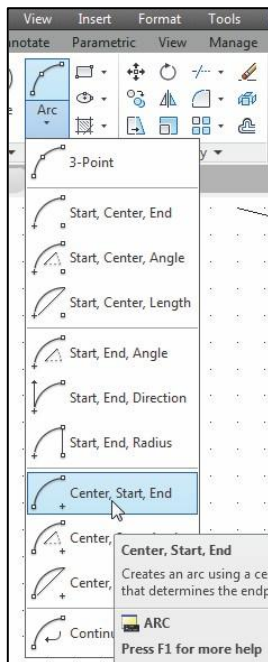 View Insert Format Tools
nnotate Parametric View Manage
Arc
3-Point
Start, Center, End
Start, Center, Angle
Start, Center, Length
Start, End, Angle
Start, End, Direction
Start, End, Radius
Center, Start, End
Center,
Center,
Continu
Center, Start, End
Creates an arc using a ce
that determines the endp
ARC
Press F1 for more help